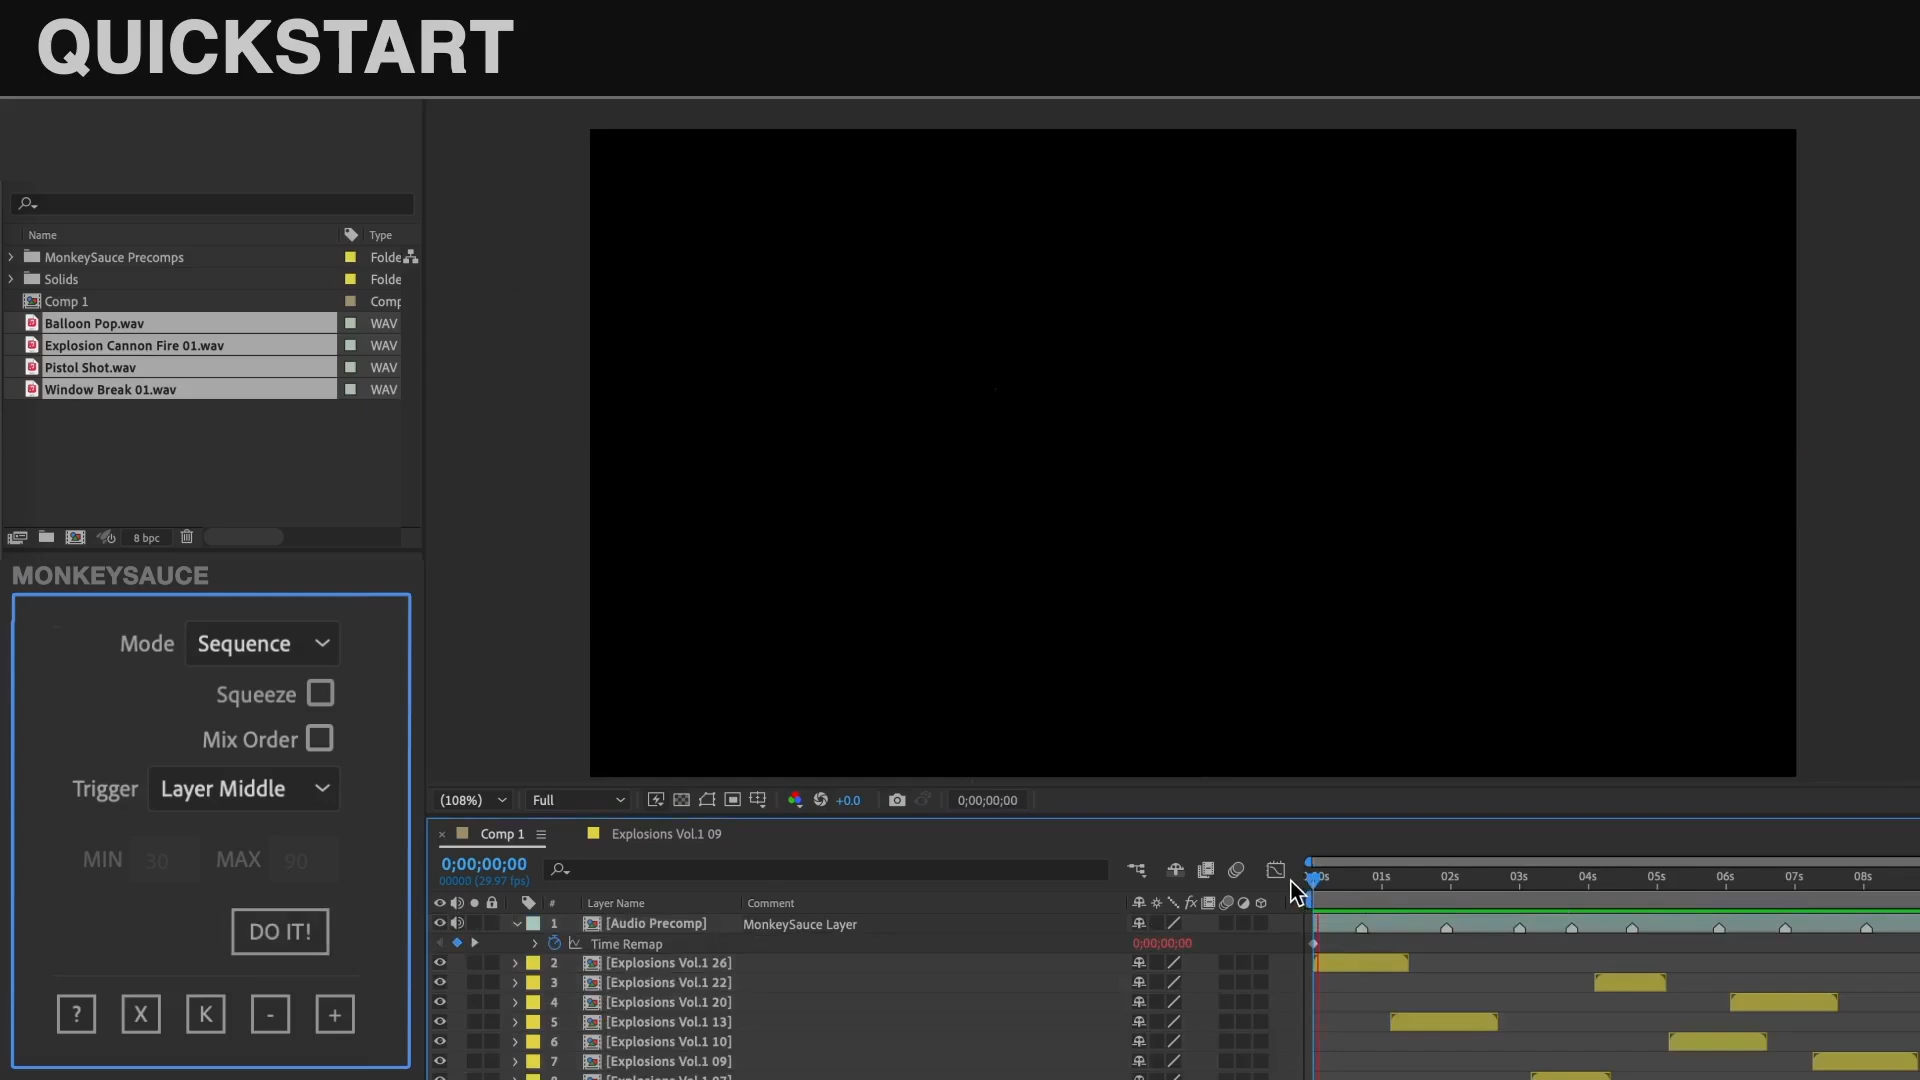 QUICKSTART
Name Type
MonkeySauce Precomps Folde
Solids Folde
Comp 1 Comp
Balloon Pop.wav WAV
Explosion Cannon Fire 01.wav WAV
Pistol Shot.wav WAV
Window Break 01.wav WAV
8 bpc
MONKEYSAUCE
Mode Sequence
Squeeze
Mix Order
Trigger Layer Middle
MIN 30 MAX 90
DO IT!
? X K - +
(108%) Full +0.0 0;00;00;00
× Comp 1 Explosions Vol.1 09
0;00;00;00
00000 (29.97 fps)
01s 02s 03s 04s 05s 06s 07s 08s
# Layer Name Comment
1 [Audio Precomp] MonkeySauce Layer
Time Remap 0;00;00;00
2 [Explosions Vol.1 26]
3 [Explosions Vol.1 22]
4 [Explosions Vol.1 20]
5 [Explosions Vol.1 13]
6 [Explosions Vol.1 10]
7 [Explosions Vol.1 09]